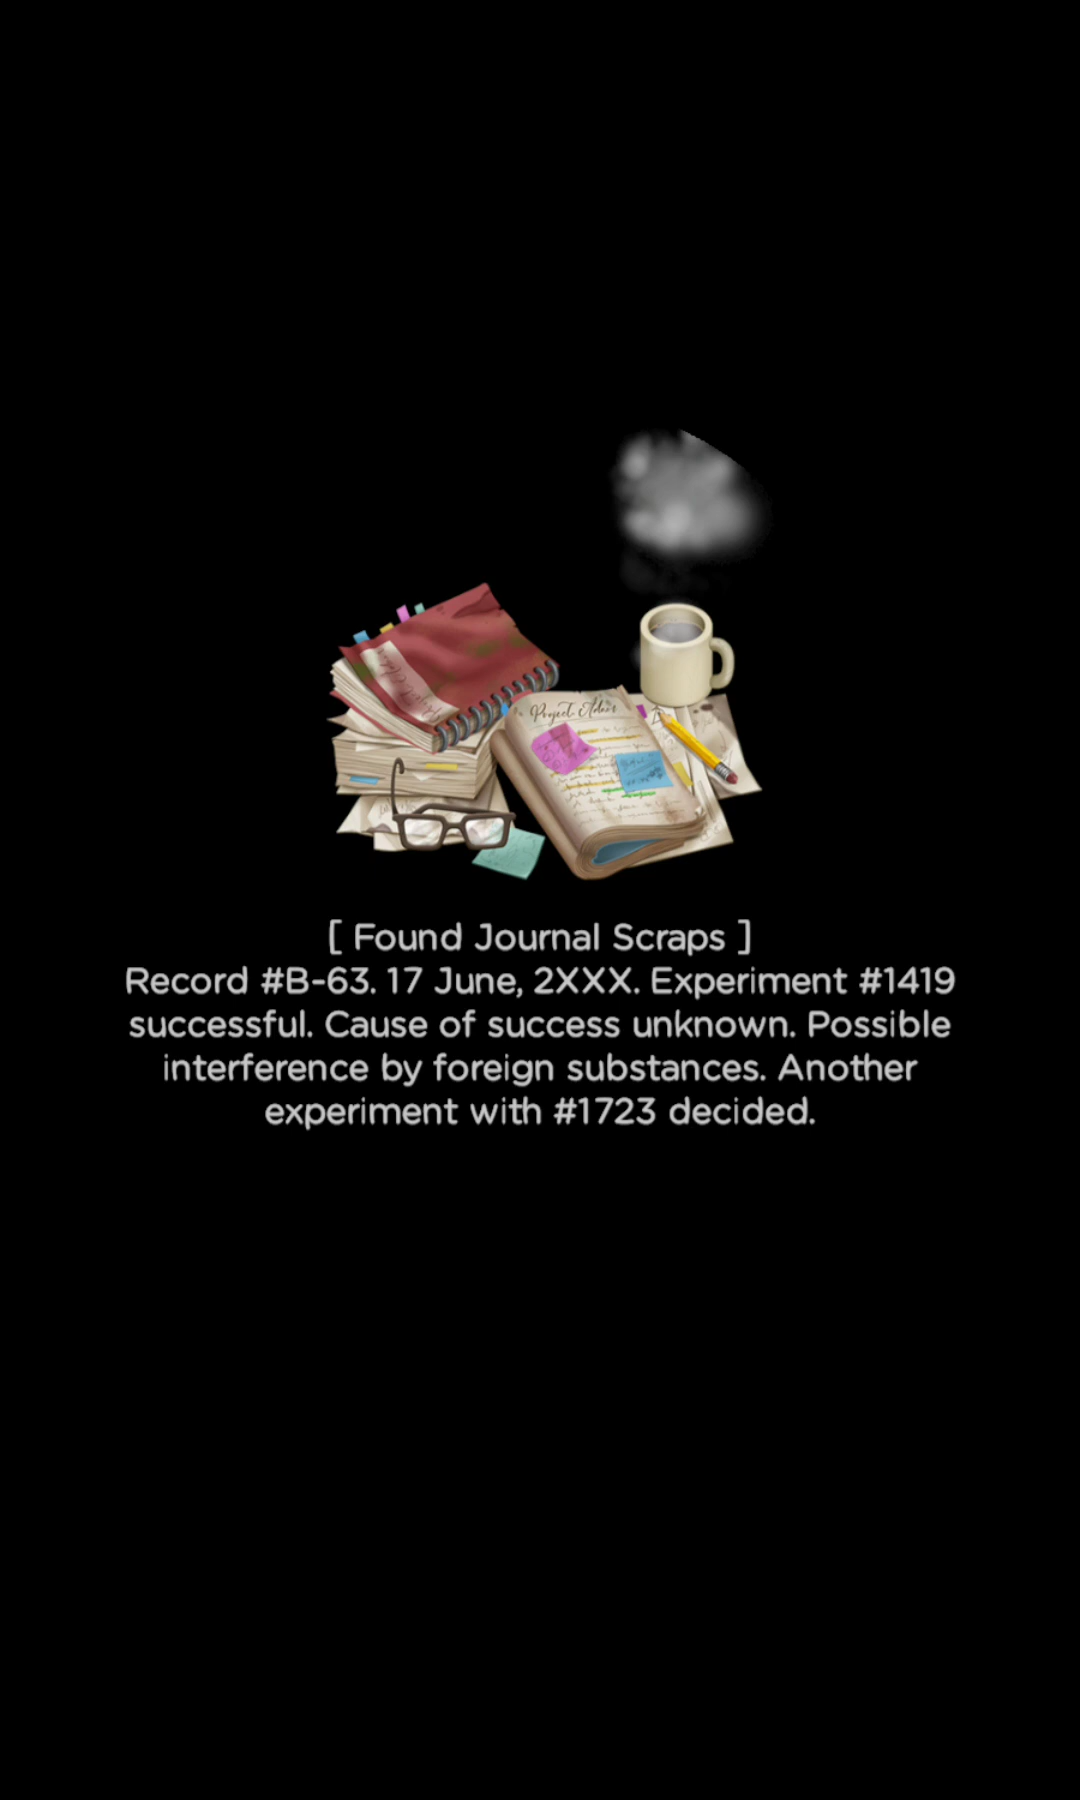 Project
[ Found Journal Scraps ]
Record #B-63. 17 June, 2XXX. Experiment #1419
successful. Cause of success unknown. Possible
interference by foreign substances. Another
experiment with #1723 decided.